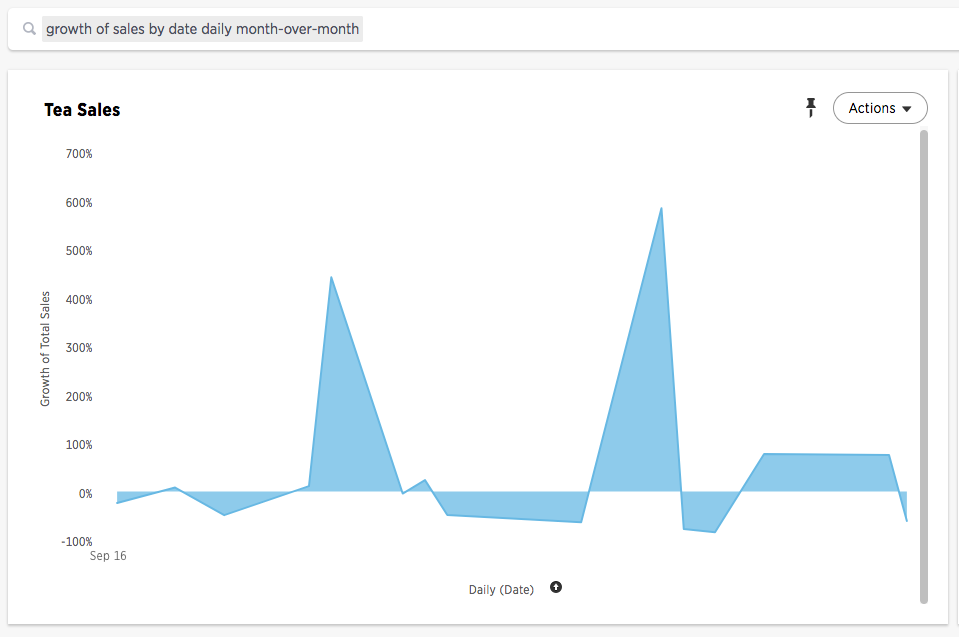 growth of sales by date daily month-over-month
Tea Sales
Actions
700%
600%
500%
400%
300%
200%
100%
0%
-100%
Growth of Total Sales
Sep 16
Daily (Date)